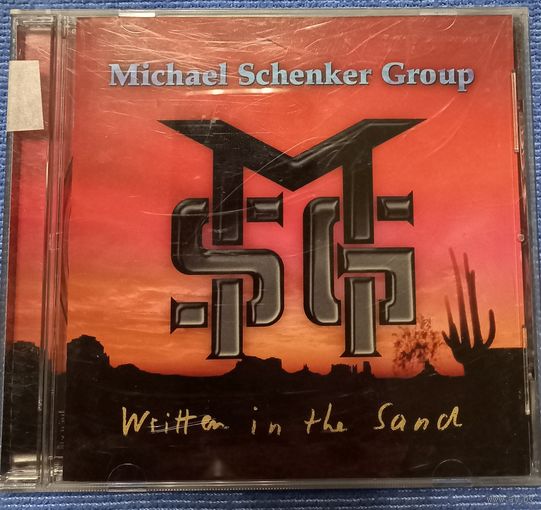 Michael Schenker Group
MSG
Written in the Sand